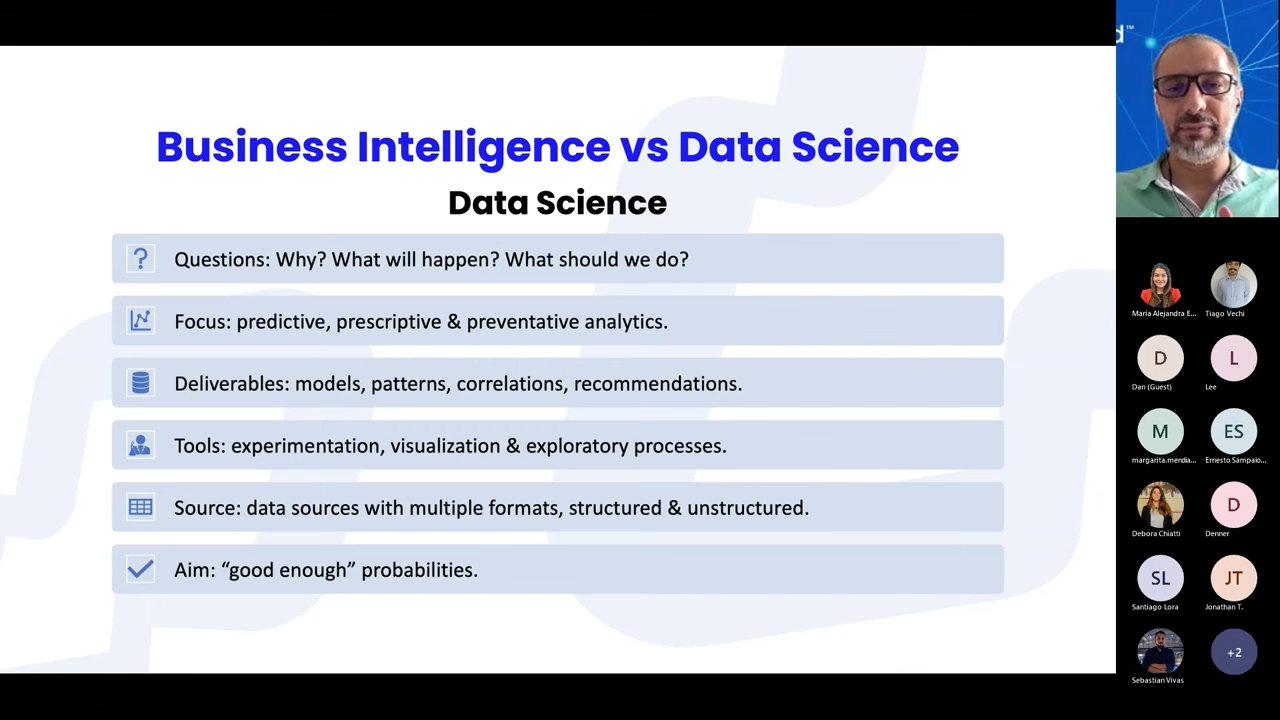 Business Intelligence vs Data Science
Data Science
Questions: Why? What will happen? What should we do?
Focus: predictive, prescriptive & preventative analytics.
Deliverables: models, patterns, correlations, recommendations.
Tools: experimentation, visualization & exploratory processes.
Source: data sources with multiple formats, structured & unstructured.
Aim: “good enough” probabilities.
d™
María Alejandra E...
Tiago Vechi
D
Dan (Guest)
L
Lee
M
margarita.mendia...
ES
Ernesto Sampaio...
Debora Chiatti
D
Denner
SL
Santiago Lora
JT
Jonathan T.
Sebastian Vivas
+2